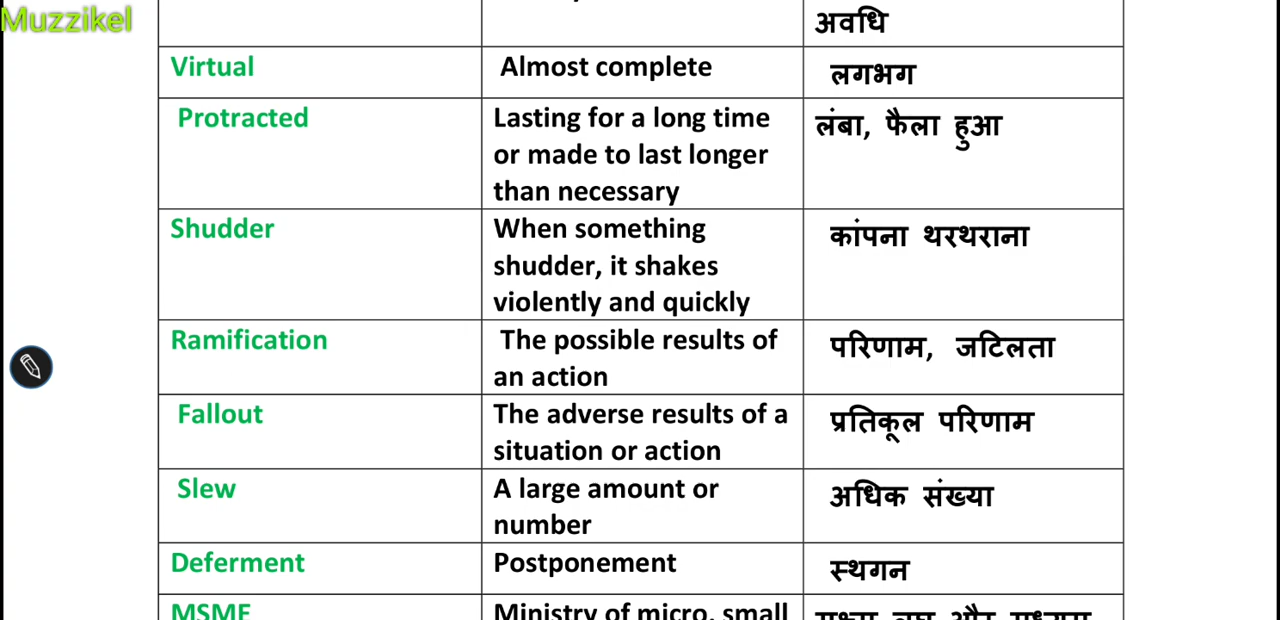 Muzzikel
अवधि
Virtual
Almost complete
लगभग
Protracted
Lasting for a long time
or made to last longer
than necessary
लंबा, फैला हुआ
Shudder
When something
shudder, it shakes
violently and quickly
कांपना थरथराना
Ramification
The possible results of
an action
परिणाम, जटिलता
Fallout
The adverse results of a
situation or action
प्रतिकूल परिणाम
Slew
A large amount or
number
अधिक संख्या
Deferment
Postponement
स्थगन
MSME
Ministry of micro, small